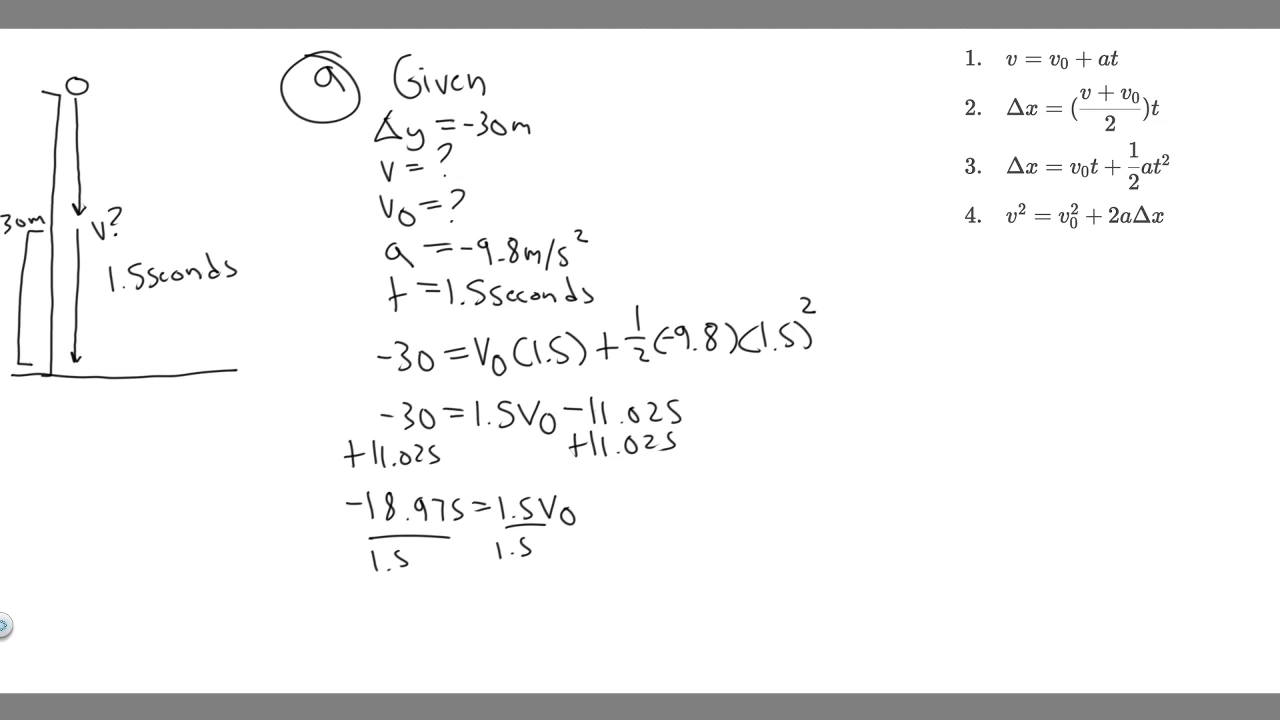 30m
v?
1.5sconds
a Given
Δy = -30m
v = ?
v₀ = ?
a = -9.8m/s²
t = 1.5seconds
-30 = V₀(1.5) + 1/2(-9.8)(1.5)²
-30 = 1.5V₀ - 11.025
+11.025 +11.025
-18.975 = 1.5V₀
1.5 1.5
1. v = v₀ + at
2. Δx = ((v + v₀)/2)t
3. Δx = v₀t + 1/2at²
4. v² = v₀² + 2aΔx